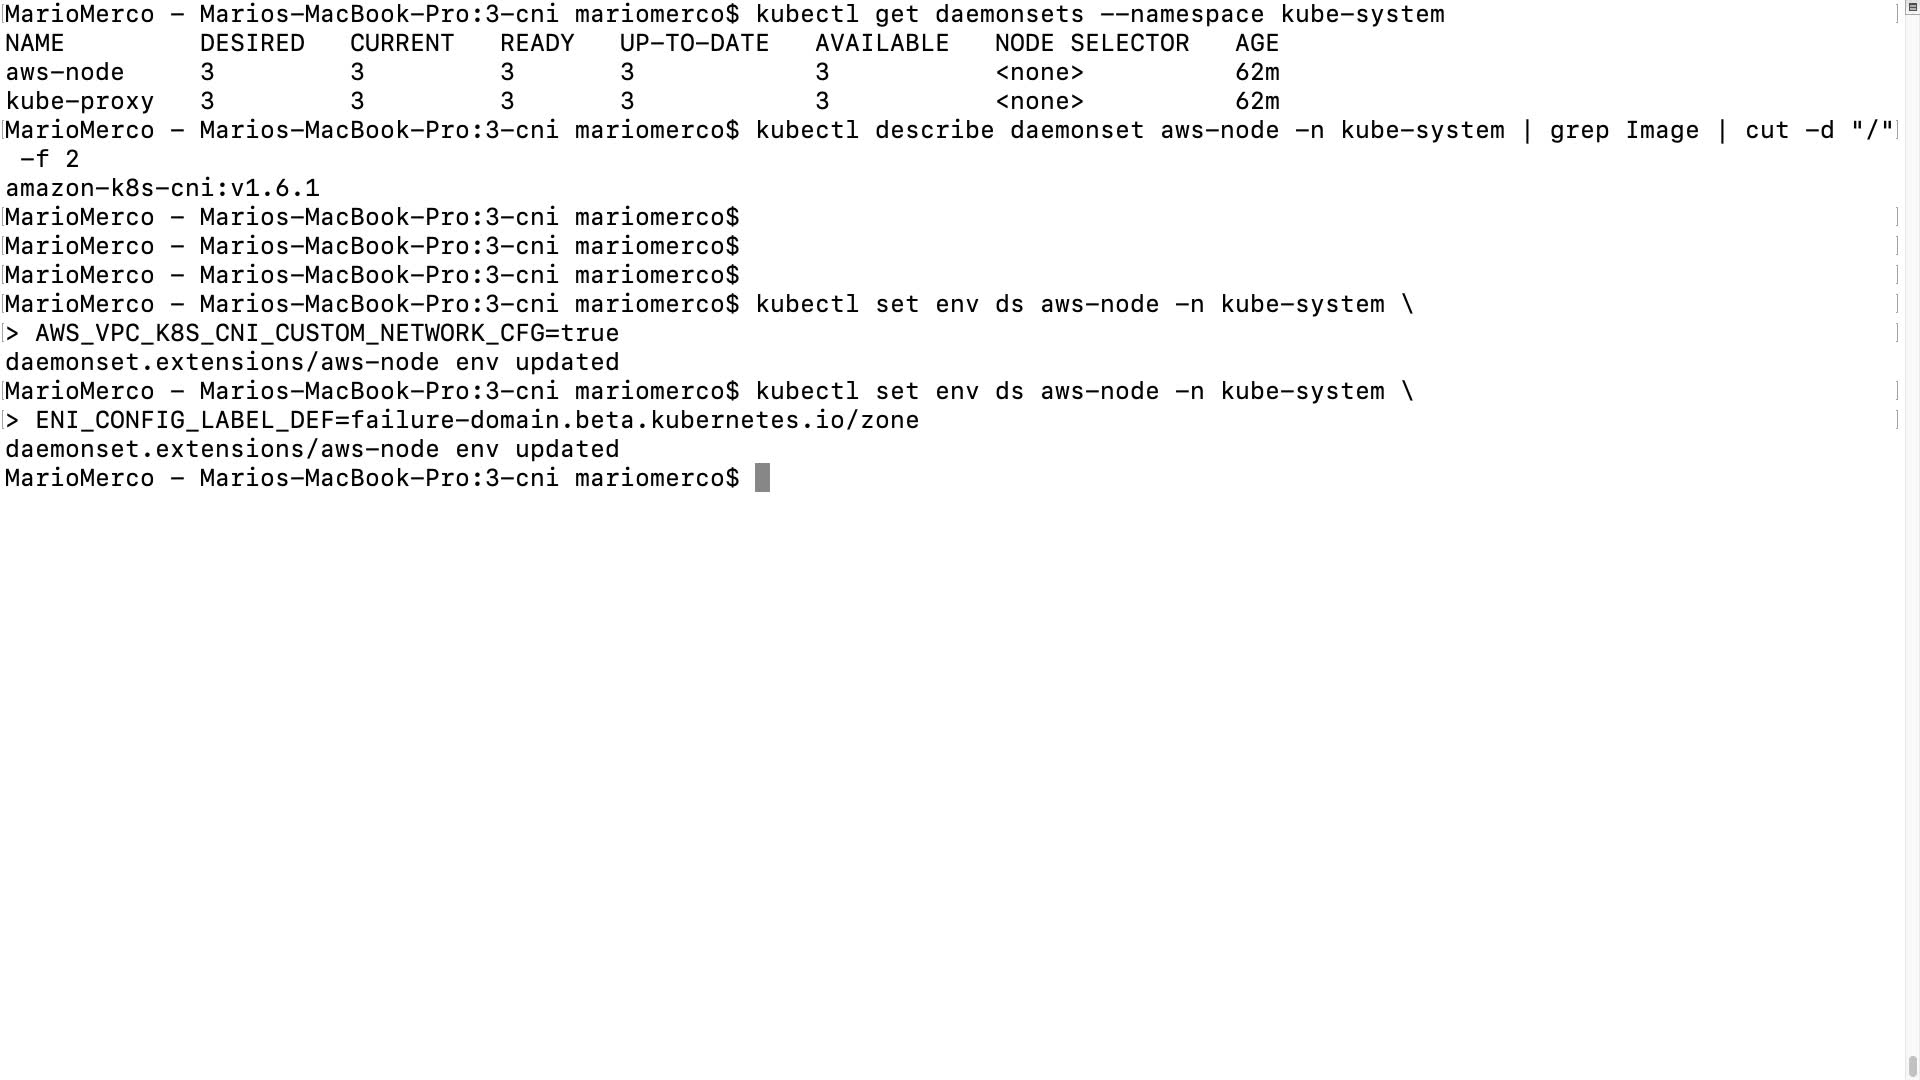 MarioMerco - Marios-MacBook-Pro:3-cni mariomerco$ kubectl get daemonsets --namespace kube-system
NAME         DESIRED   CURRENT   READY   UP-TO-DATE   AVAILABLE   NODE SELECTOR   AGE
aws-node     3         3         3       3            3           <none>          62m
kube-proxy   3         3         3       3            3           <none>          62m
MarioMerco - Marios-MacBook-Pro:3-cni mariomerco$ kubectl describe daemonset aws-node -n kube-system | grep Image | cut -d "/"
 -f 2
amazon-k8s-cni:v1.6.1
MarioMerco - Marios-MacBook-Pro:3-cni mariomerco$
MarioMerco - Marios-MacBook-Pro:3-cni mariomerco$
MarioMerco - Marios-MacBook-Pro:3-cni mariomerco$
MarioMerco - Marios-MacBook-Pro:3-cni mariomerco$ kubectl set env ds aws-node -n kube-system \
> AWS_VPC_K8S_CNI_CUSTOM_NETWORK_CFG=true
daemonset.extensions/aws-node env updated
MarioMerco - Marios-MacBook-Pro:3-cni mariomerco$ kubectl set env ds aws-node -n kube-system \
> ENI_CONFIG_LABEL_DEF=failure-domain.beta.kubernetes.io/zone
daemonset.extensions/aws-node env updated
MarioMerco - Marios-MacBook-Pro:3-cni mariomerco$